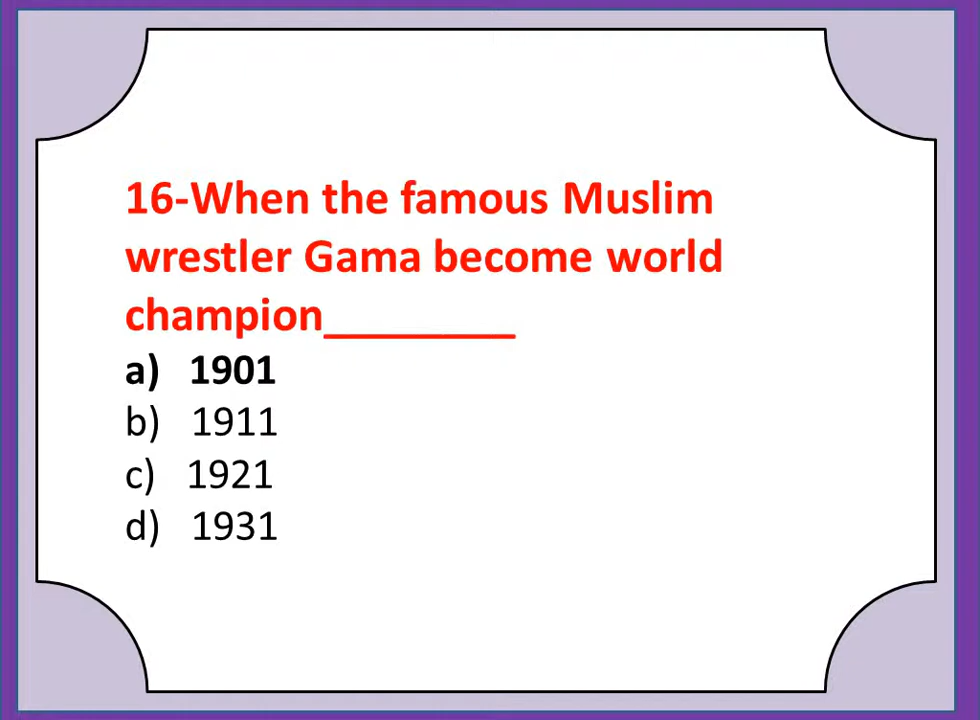 16-When the famous Muslim
wrestler Gama become world
champion________
a) 1901
b) 1911
c) 1921
d) 1931